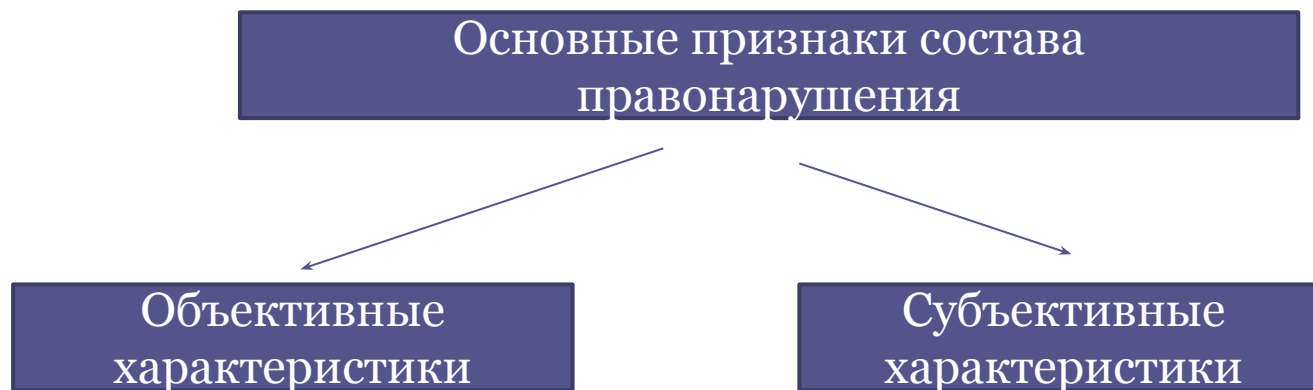 Основные признаки состава
правонарушения
Объективные
характеристики
Субъективные
характеристики